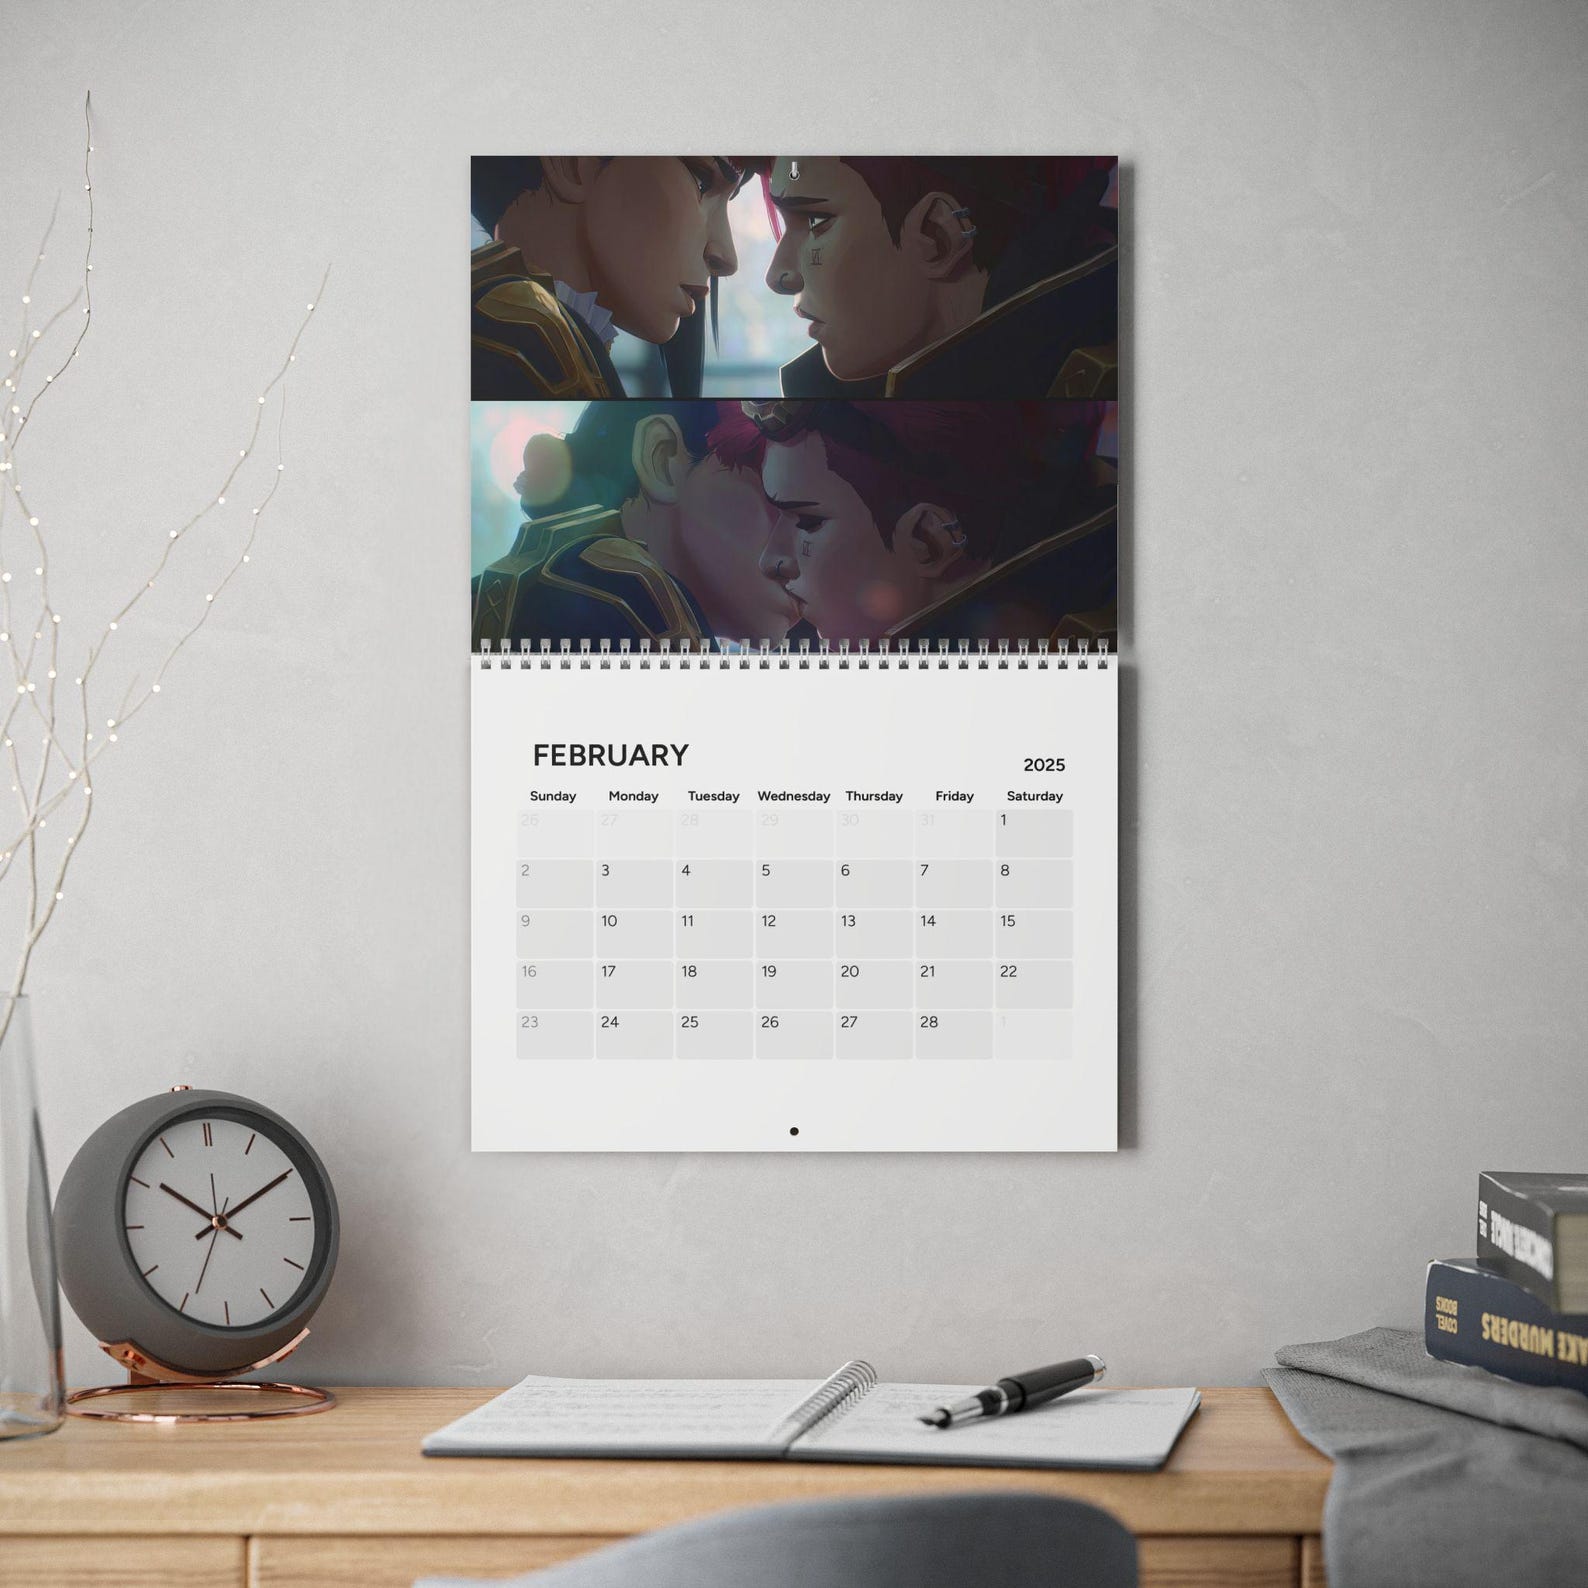 VI
VI
FEBRUARY
2025
Sunday Monday Tuesday Wednesday Thursday Friday Saturday
26 27 28 29 30 31 1
2 3 4 5 6 7 8
9 10 11 12 13 14 15
16 17 18 19 20 21 22
23 24 25 26 27 28 1
COVEL
BOOKS
MURDERS